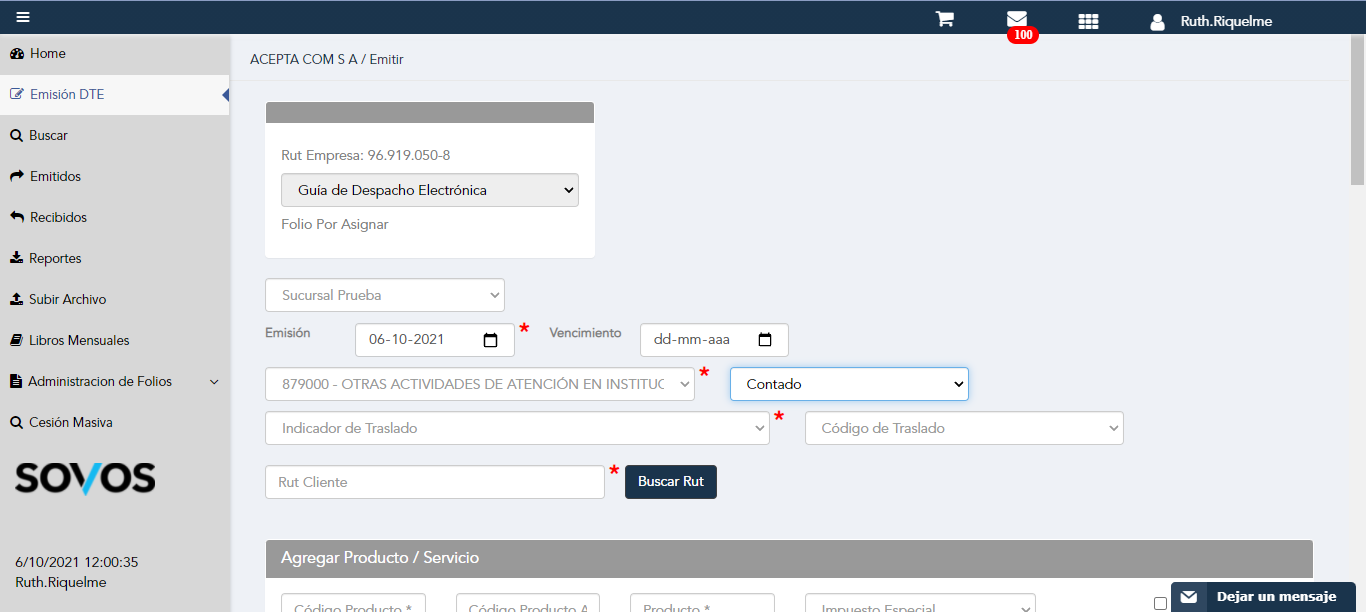 100
Ruth.Riquelme
Home
Emisión DTE
Buscar
Emitidos
Recibidos
Reportes
Subir Archivo
Libros Mensuales
Administracion de Folios
Cesión Masiva
SOVOS
6/10/2021 12:00:35
Ruth.Riquelme
ACEPTA COM S A / Emitir
Rut Empresa: 96.919.050-8
Guía de Despacho Electrónica
Folio Por Asignar
Sucursal Prueba
Emisión 06-10-2021 * Vencimiento dd-mm-aaa
879000 - OTRAS ACTIVIDADES DE ATENCIÓN EN INSTITUC * Contado
Indicador de Traslado * Código de Traslado
Rut Cliente * Buscar Rut
Agregar Producto / Servicio
Código Producto * Código Producto A Producto * Impuesto Especial
Dejar un mensaje